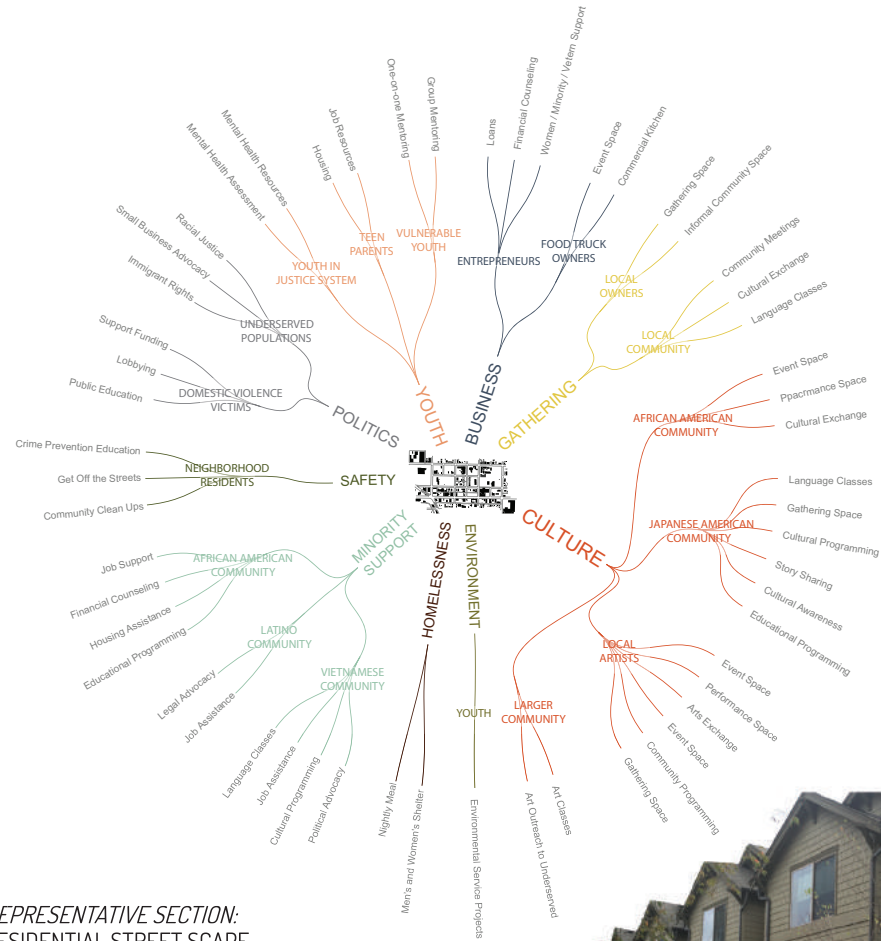 One-on-one Mentoring
Group Mentoring
Loans
Financial Counseling
Women / Minority / Vetern Support
Event Space
Commercial Kitchen
Mental Health Assessment
Mental Health Resources
Housing
Job Resources
YOUTH IN
JUSTICE SYSTEM
TEEN
PARENTS
VULNERABLE
YOUTH
YOUTH
ENTREPRENEURS
FOOD TRUCK
OWNERS
BUSINESS
Gathering Space
Informal Community Space
LOCAL
OWNERS
Community Meetings
Cultural Exchange
Language Classes
LOCAL
COMMUNITY
GATHERING
Racial Justice
Small Business Advocacy
Immigrant Rights
UNDERSERVED
POPULATIONS
Support Funding
Lobbying
Public Education
DOMESTIC VIOLENCE
VICTIMS
POLITICS
Crime Prevention Education
Get Off the Streets
Community Clean Ups
NEIGHBORHOOD
RESIDENTS
SAFETY
Event Space
Ppacrmance Space
Cultural Exchange
AFRICAN AMERICAN
COMMUNITY
Language Classes
Gathering Space
Cultural Programming
Story Sharing
Cultural Awareness
Educational Programming
JAPANESE AMERICAN
COMMUNITY
CULTURE
LOCAL
ARTISTS
Event Space
Performance Space
Arts Exchange
Event Space
Community Programming
Gathering Space
LARGER
COMMUNITY
Art Classes
Art Outreach to Underserved
MINORITY
SUPPORT
AFRICAN AMERICAN
COMMUNITY
Job Support
Financial Counseling
Housing Assistance
Educational Programming
LATINO
COMMUNITY
Legal Advocacy
Job Assistance
VIETNAMESE
COMMUNITY
Language Classes
Job Assistance
Cultural Programming
Political Advocacy
HOMELESSNESS
Nightly Meal
Men's and Women's Shelter
ENVIRONMENT
YOUTH
Environmental Service Projects
EPRESENTATIVE SECTION:
ESIDENTIAL STREET SCAPE